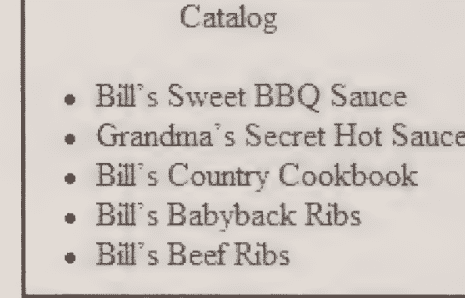 Catalog
• Bill's Sweet BBQ Sauce
• Grandma's Secret Hot Sauce
• Bill's Country Cookbook
• Bill's Babyback Ribs
• Bill's Beef Ribs